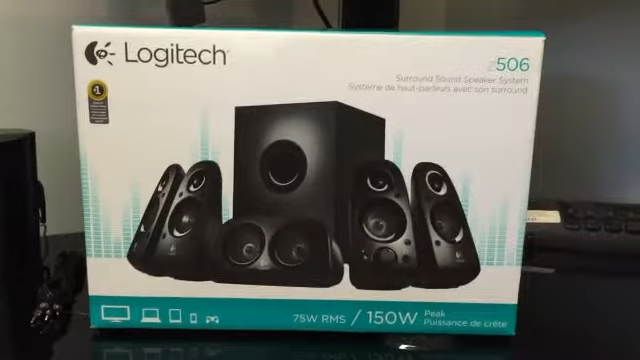 Logitech
z506
Surround Sound Speaker System
Système de haut-parleurs avec son surround
#1
75W RMS / 150W Peak
Puissance de crête